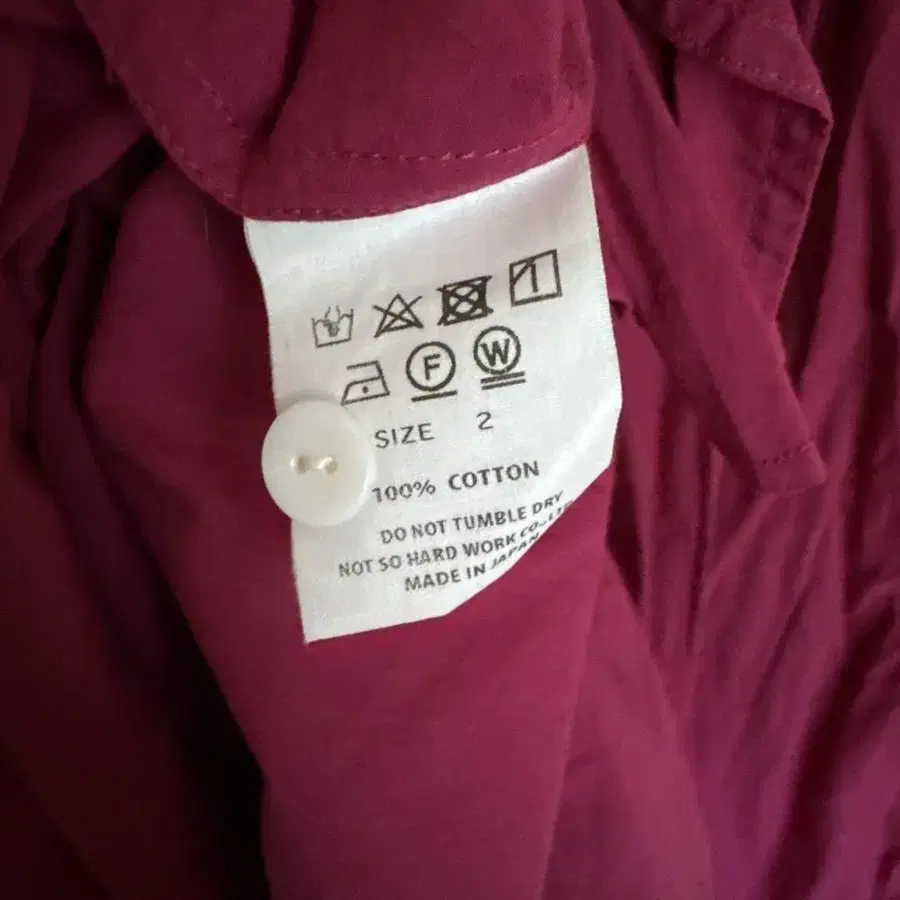 F W
SIZE 2
100% COTTON
DO NOT TUMBLE DRY
NOT SO HARD WORK CO.,LTD
MADE IN JAPAN